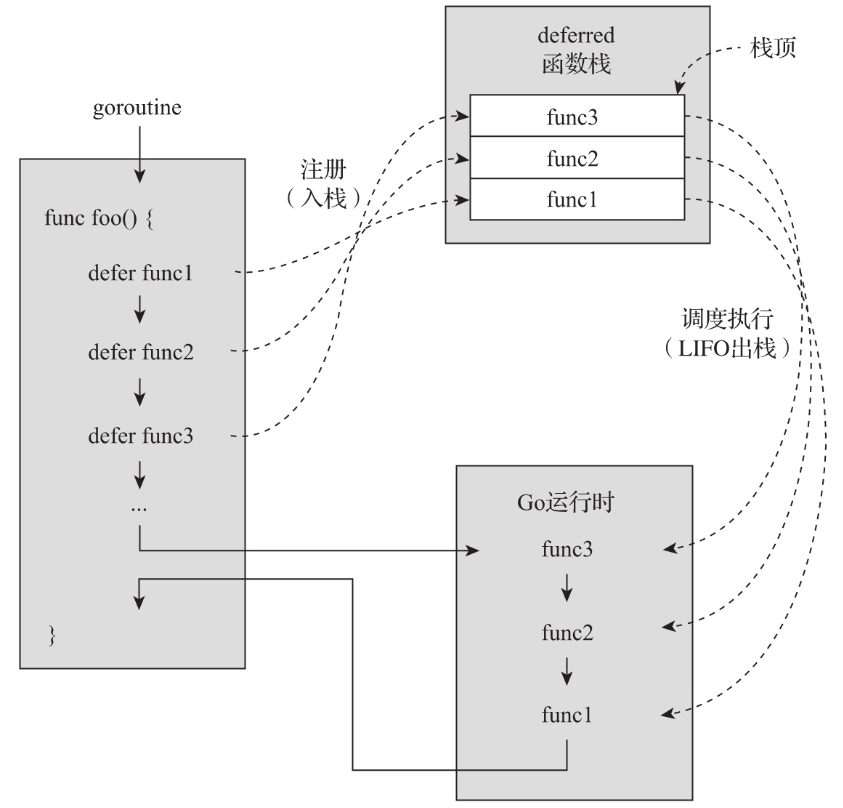 deferred
函数栈
栈顶
func3
func2
func1
goroutine
注册
（入栈）
func foo() {
defer func1
defer func2
defer func3
...
}
调度执行
（LIFO出栈）
Go运行时
func3
func2
func1